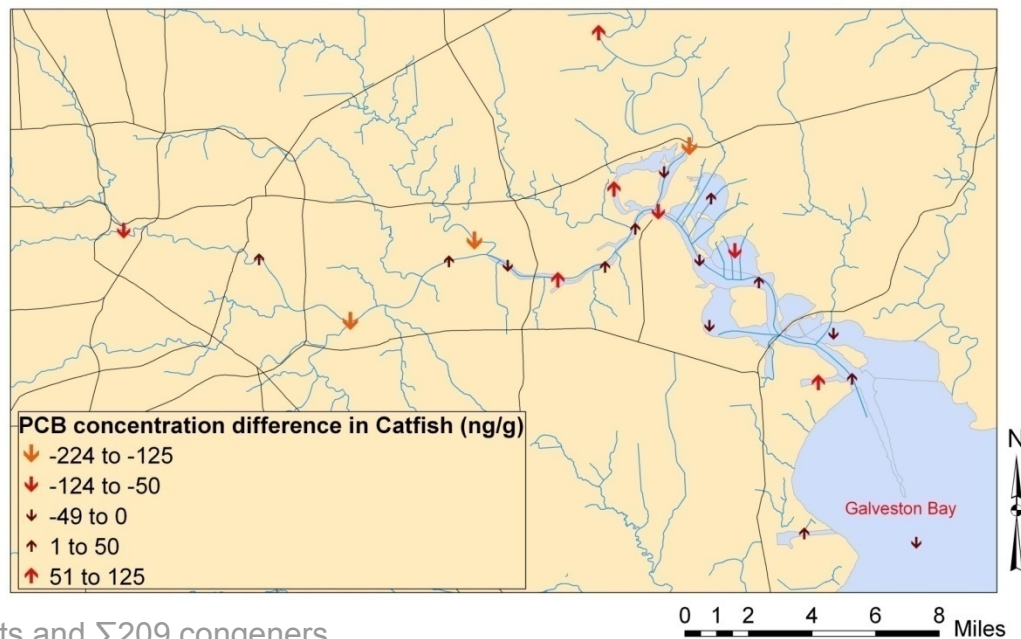 PCB concentration difference in Catfish (ng/g)
-224 to -125
-124 to -50
-49 to 0
1 to 50
51 to 125
Galveston Bay
N
0 1 2 4 6 8 Miles
ts and Σ209 congeners